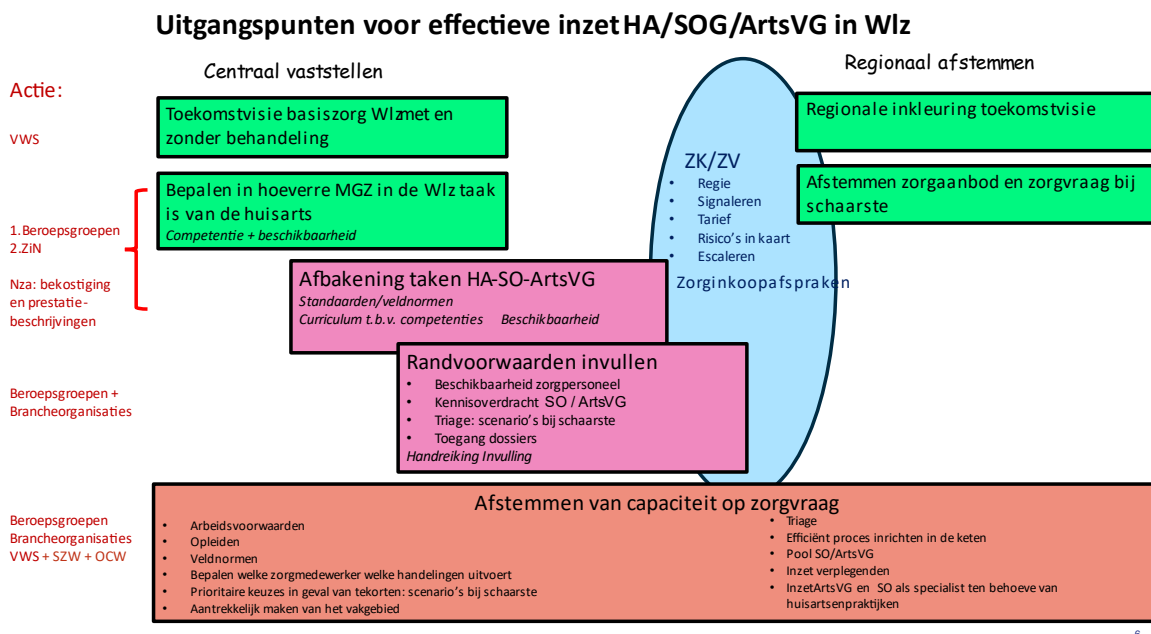 Uitgangspunten voor effectieve inzet HA/SOG/ArtsVG in Wlz
Centraal vaststellen
Regionaal afstemmen
Actie:
VWS
Toekomstvisie basiszorg Wlzmet en
zonder behandeling
Regionale inkleuring toekomstvisie
1.Beroepsgroepen
2.ZiN
Nza: bekostiging
en prestatie-
beschrijvingen
Bepalen in hoeverre MGZ in de Wlz taak
is van de huisarts
Competentie + beschikbaarheid
ZK/ZV
• Regie
• Signaleren
• Tarief
• Risico's in kaart
• Escaleren
Zorginkoopafspraken
Afstemmen zorgaanbod en zorgvraag bij
schaarste
Afbakening taken HA-SO-ArtsVG
Standaarden/veldnormen
Curriculum t.b.v. competenties Beschikbaarheid
Beroepsgroepen +
Brancheorganisaties
Randvoorwaarden invullen
• Beschikbaarheid zorgpersoneel
• Kennisoverdracht SO / ArtsVG
• Triage: scenario's bij schaarste
• Toegang dossiers
Handreiking Invulling
Beroepsgroepen
Brancheorganisaties
VWS + SZW + OCW
Afstemmen van capaciteit op zorgvraag
• Arbeidsvoorwaarden
• Opleiden
• Veldnormen
• Bepalen welke zorgmedewerker welke handelingen uitvoert
• Prioritaire keuzes in geval van tekorten: scenario's bij schaarste
• Aantrekkelijk maken van het vakgebied
• Triage
• Efficiënt proces inrichten in de keten
• Pool SO/ArtsVG
• Inzet verplegenden
• InzetArtsVG en SO als specialist ten behoeve van
huisartsenpraktijken